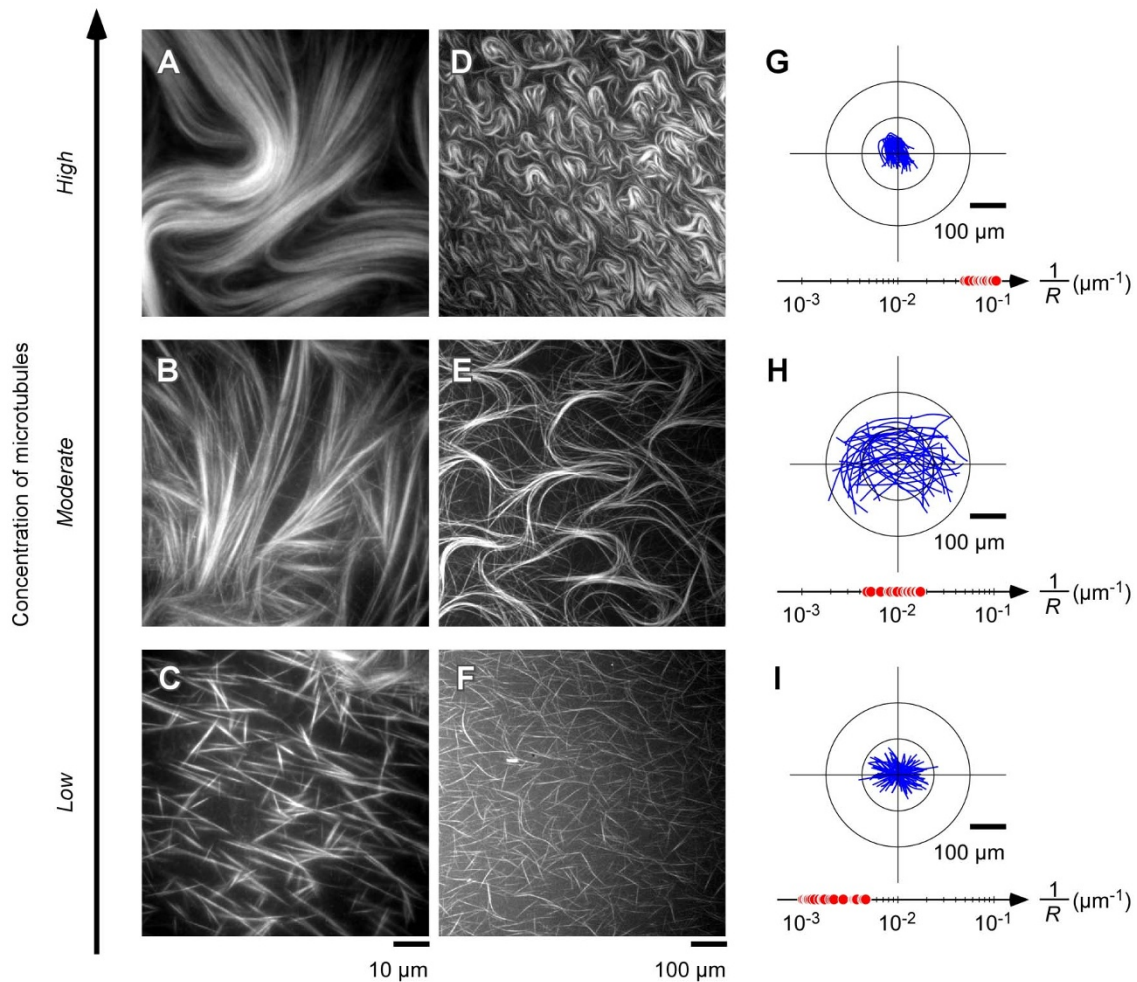 Concentration of microtubules
High
Moderate
Low
A
D
G
100 µm
10⁻³ 10⁻² 10⁻¹ 1/R (µm⁻¹)
B
E
H
100 µm
10⁻³ 10⁻² 10⁻¹ 1/R (µm⁻¹)
C
F
I
100 µm
10⁻³ 10⁻² 10⁻¹ 1/R (µm⁻¹)
10 µm
100 µm